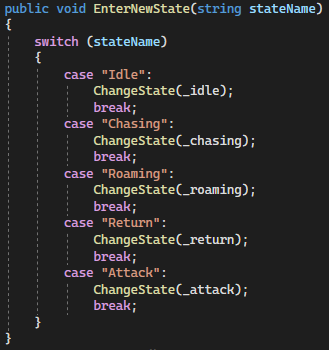 public void EnterNewState(string stateName)
{
    switch (stateName)
    {
        case "Idle":
            ChangeState(_idle);
            break;
        case "Chasing":
            ChangeState(_chasing);
            break;
        case "Roaming":
            ChangeState(_roaming);
            break;
        case "Return":
            ChangeState(_return);
            break;
        case "Attack":
            ChangeState(_attack);
            break;
    }
}